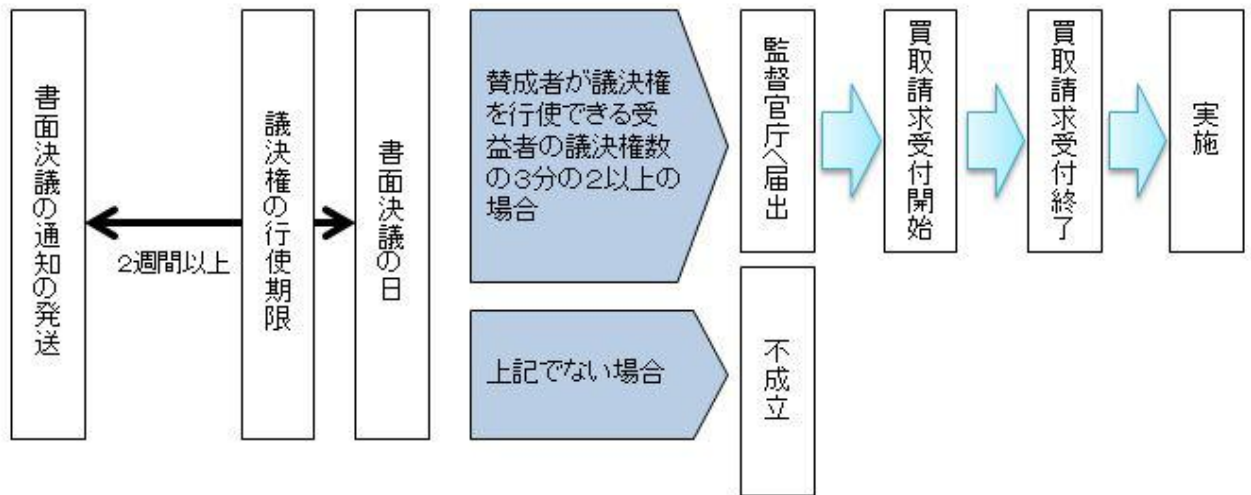 書面決議の通知の発送
2週間以上
議決権の行使期限
書面決議の日
賛成者が議決権
を行使できる受
益者の議決権数
の3分の2以上の
場合
監督官庁へ届出
買取請求受付開始
買取請求受付終了
実施
上記でない場合
不成立